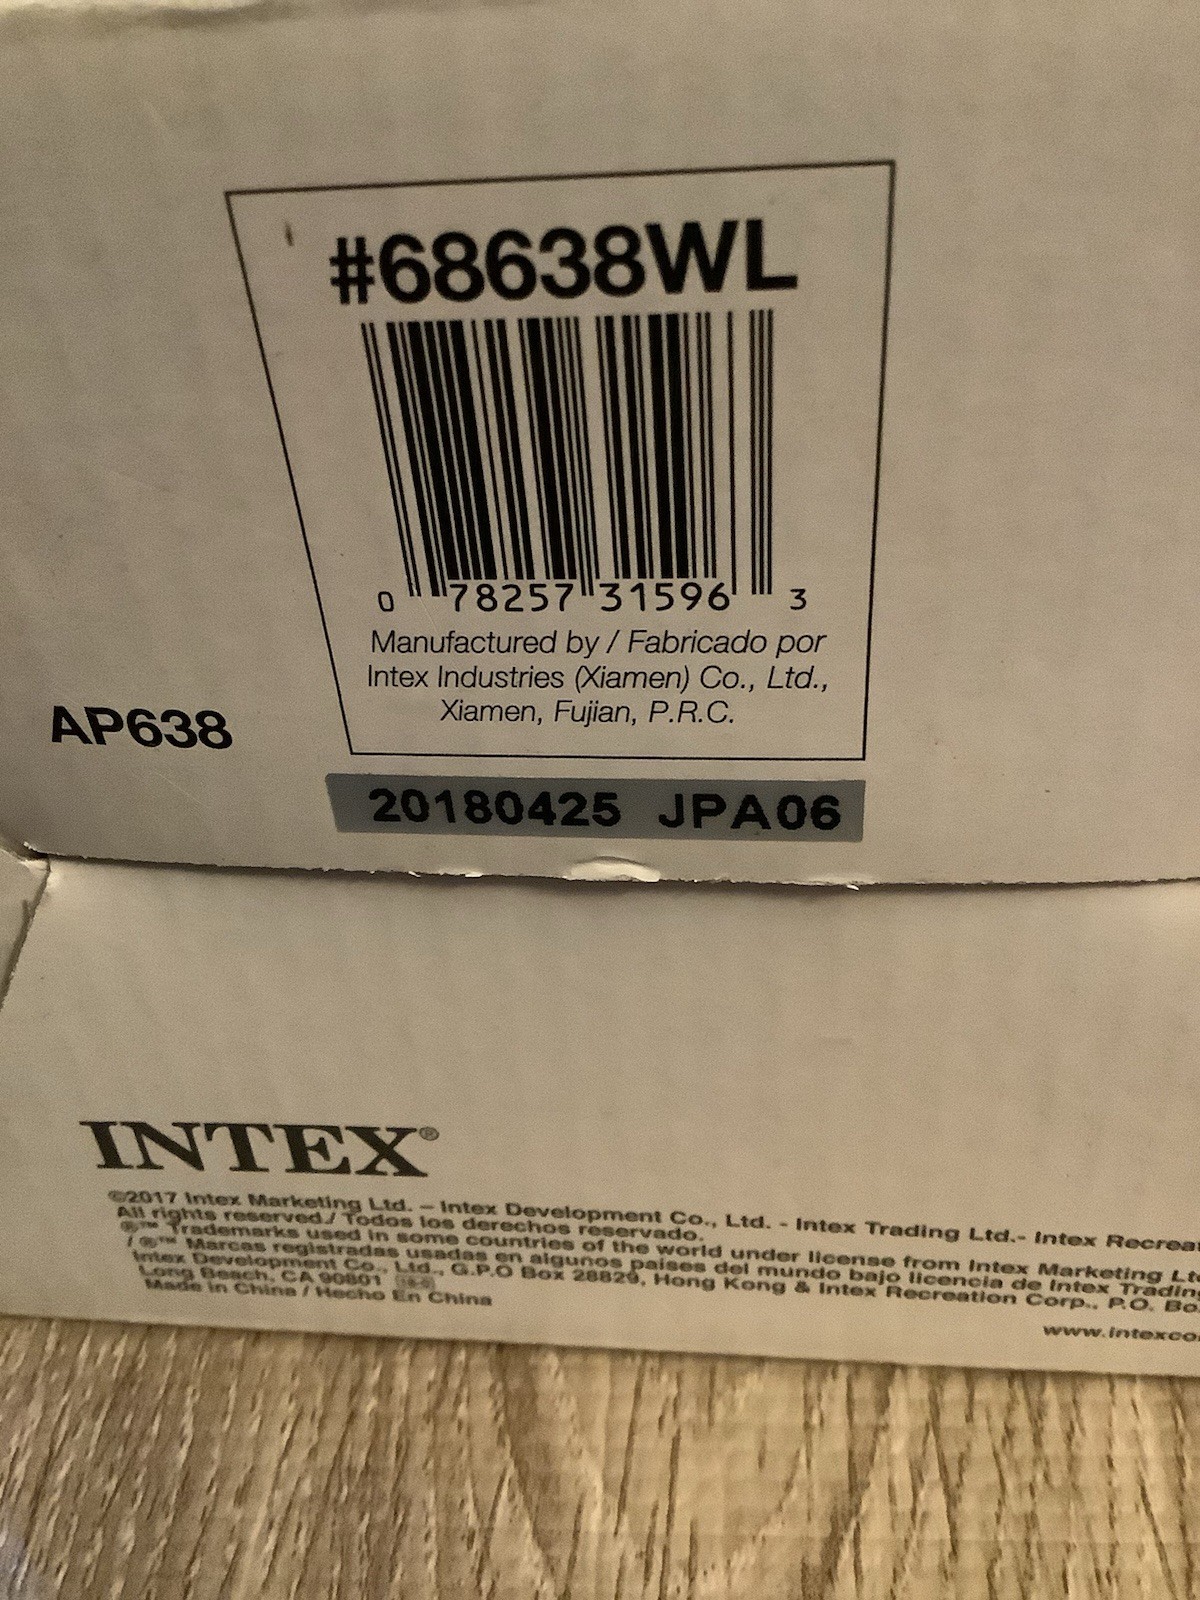 #68638WL
0 78257 31596 3
Manufactured by / Fabricado por
Intex Industries (Xiamen) Co., Ltd.,
Xiamen, Fujian, P.R.C.
AP638
20180425 JPA06
INTEX®
©2017 Intex Marketing Ltd. – Intex Development Co., Ltd. - Intex Trading Ltd.- Intex Recreat
All rights reserved./ Todos los derechos reservado.
®™ Trademarks used in some countries of the world under license from Intex Marketing Lt
/ ®™ Marcas registradas usadas en algunos países del mundo bajo licencia de Intex Trading
Intex Development Co., Ltd., G.P.O Box 28829, Hong Kong & Intex Recreation Corp., P.O. Bo
Long Beach, CA 90801
Made in China / Hecho En China
www.intexco